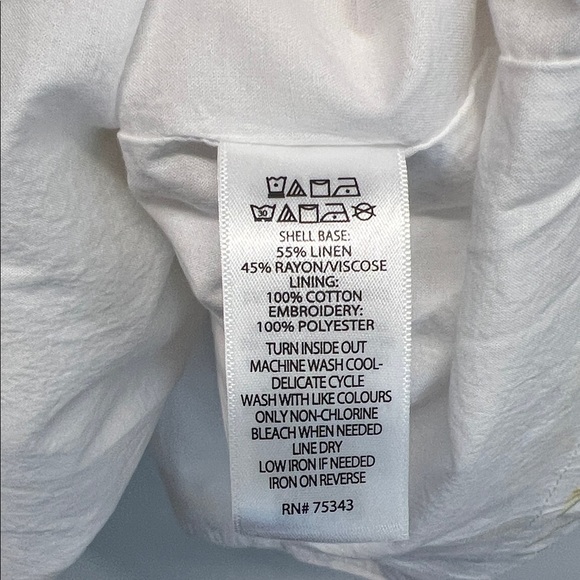 30
SHELL BASE:
55% LINEN
45% RAYON/VISCOSE
LINING:
100% COTTON
EMBROIDERY:
100% POLYESTER
TURN INSIDE OUT
MACHINE WASH COOL-
DELICATE CYCLE
WASH WITH LIKE COLOURS
ONLY NON-CHLORINE
BLEACH WHEN NEEDED
LINE DRY
LOW IRON IF NEEDED
IRON ON REVERSE
RN# 75343